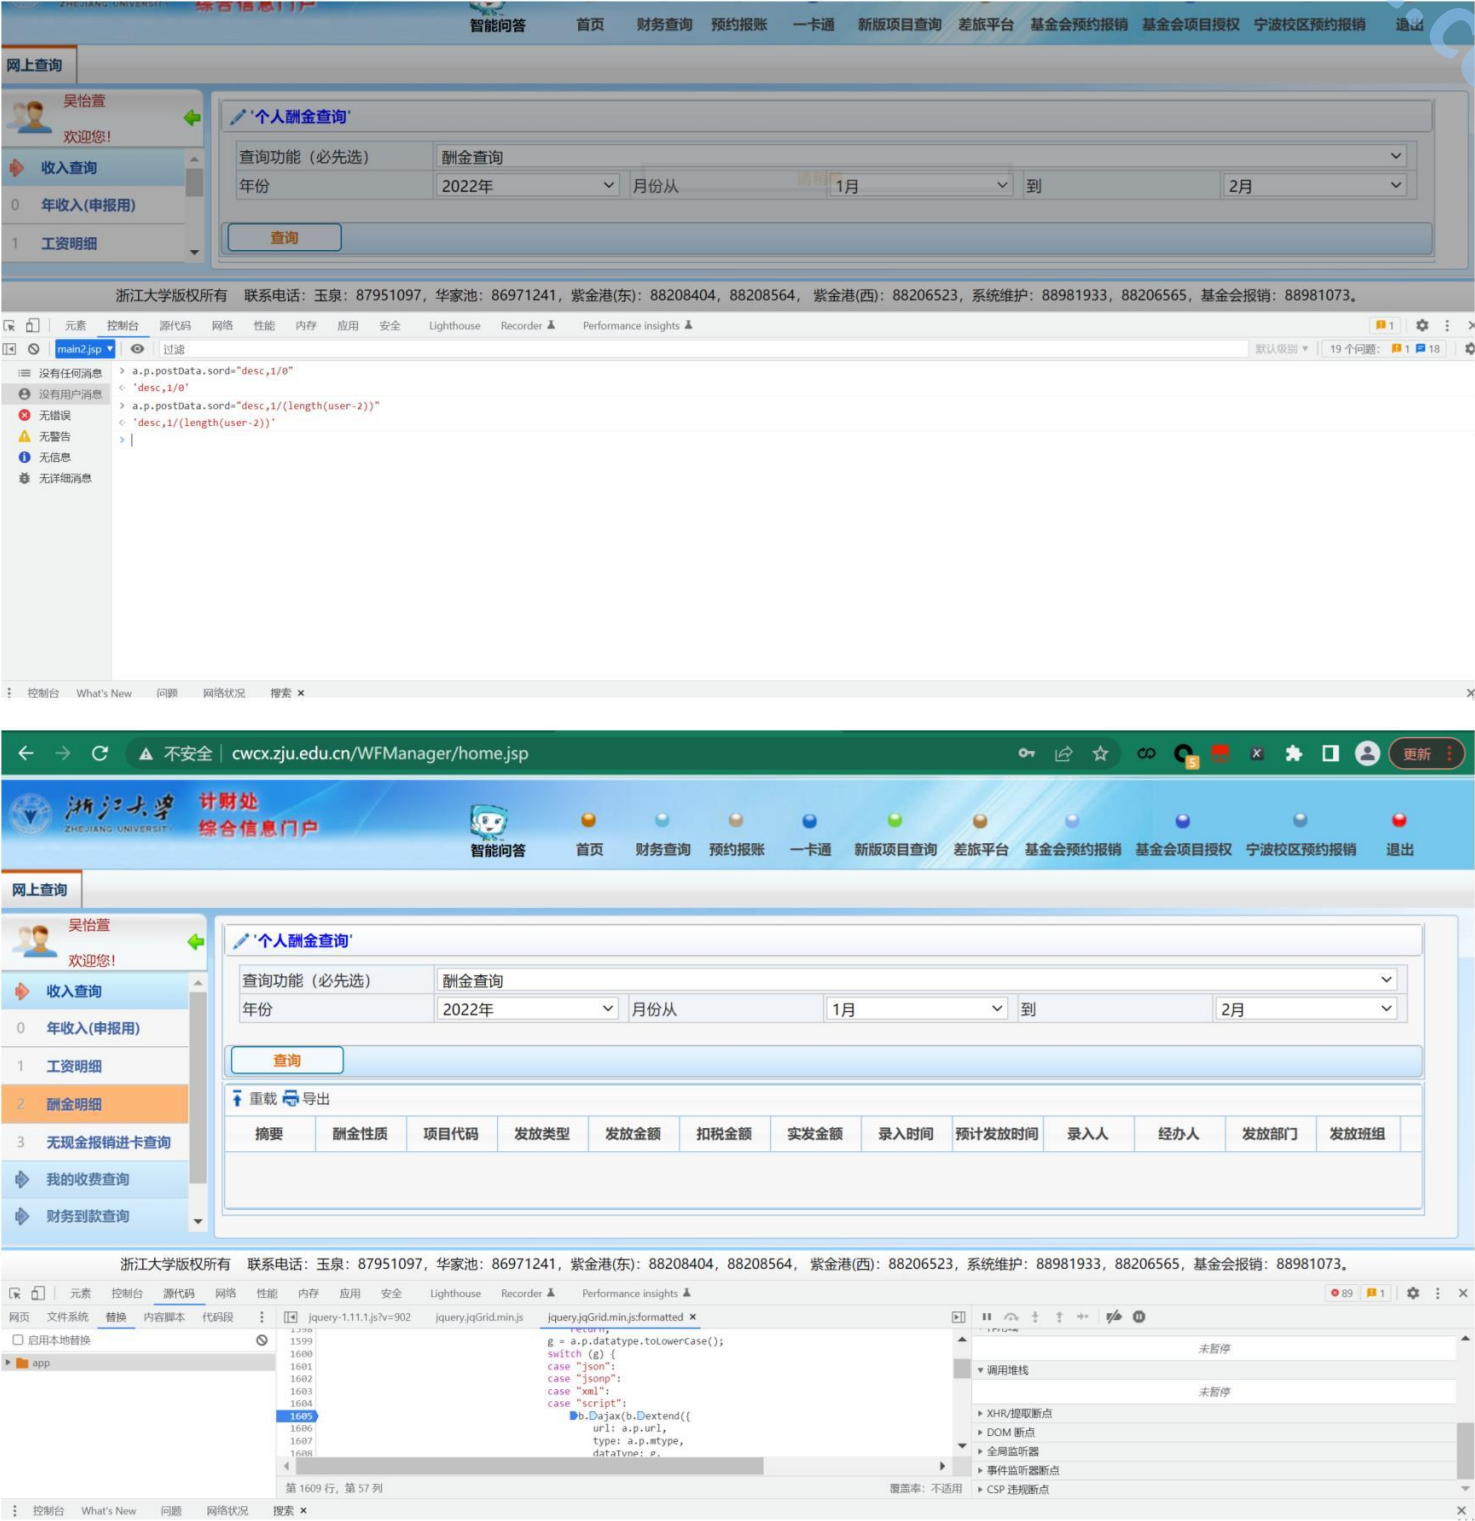 ZHEJIANG UNIVERSITY 综合信息门户
智能问答 首页 财务查询 预约报账 一卡通 新版项目查询 差旅平台 基金会预约报销 基金会项目授权 宁波校区预约报销 退出
网上查询
吴怡萱
欢迎您!
'个人酬金查询'
查询功能（必先选） 酬金查询
收入查询
年份 2022年 月份从 1月 到 2月
0 年收入(申报用)
1 工资明细
查询
浙江大学版权所有 联系电话：玉泉：87951097，华家池：86971241，紫金港(东)：88208404，88208564， 紫金港(西)：88206523，系统维护：88981933，88206565，基金会报销：88981073。
元素 控制台 源代码 网络 性能 内存 应用 安全 Lighthouse Recorder Performance insights 1
main2.jsp 过滤 默认级别 19 个问题： 1 18
没有任何消息 > a.p.postData.sord="desc,1/0"
没有用户消息 'desc,1/0'
无错误 > a.p.postData.sord="desc,1/(length(user-2))"
'desc,1/(length(user-2))'
无警告 >
无信息
无详细消息
控制台 What's New 问题 网络状况 搜索 ×
不安全 | cwcx.zju.edu.cn/WFManager/home.jsp 更新
浙江大学 ZHEJIANG UNIVERSITY 计财处
综合信息门户
智能问答 首页 财务查询 预约报账 一卡通 新版项目查询 差旅平台 基金会预约报销 基金会项目授权 宁波校区预约报销 退出
网上查询
吴怡萱
欢迎您!
'个人酬金查询'
查询功能（必先选） 酬金查询
收入查询
年份 2022年 月份从 1月 到 2月
0 年收入(申报用)
1 工资明细
查询
2 酬金明细
重载 导出
摘要 酬金性质 项目代码 发放类型 发放金额 扣税金额 实发金额 录入时间 预计发放时间 录入人 经办人 发放部门 发放班组
3 无现金报销进卡查询
我的收费查询
财务到款查询
浙江大学版权所有 联系电话：玉泉：87951097，华家池：86971241，紫金港(东)：88208404，88208564， 紫金港(西)：88206523，系统维护：88981933，88206565，基金会报销：88981073。
元素 控制台 源代码 网络 性能 内存 应用 安全 Lighthouse Recorder Performance insights 89 1
网页 文件系统 替换 内容脚本 代码段 jquery-1.11.1.js?v=902 jquery.jqGrid.min.js jquery.jqGrid.min.js:formatted ×
启用本地替换
app
1598 return,
1599 g = a.p.datatype.toLowerCase();
1600 switch (g) {
1601 case "json":
1602 case "jsonp":
1603 case "xml":
1604 case "script":
1605 b.ajax(b.extend({
1606 url: a.p.url,
1607 type: a.p.mtype,
1608 dataType: g,
第 1609 行，第 57 列 覆盖率：不适用
未暂停
调用堆栈
未暂停
XHR/提取断点
DOM 断点
全局监听器
事件监听器断点
CSP 违规断点
控制台 What's New 问题 网络状况 搜索 ×